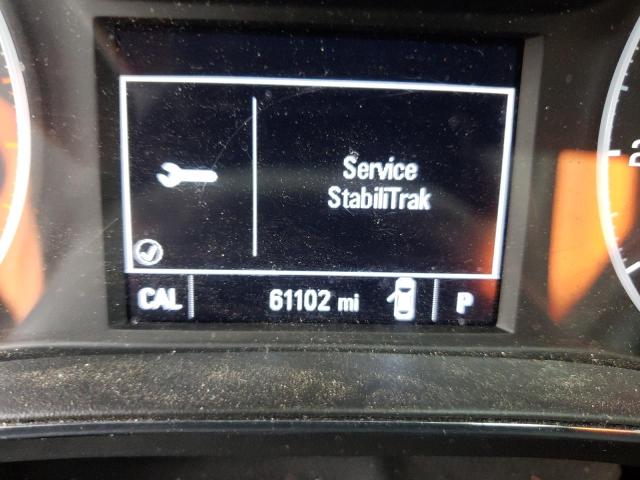 Service
StabiliTrak
CAL 61102 mi P